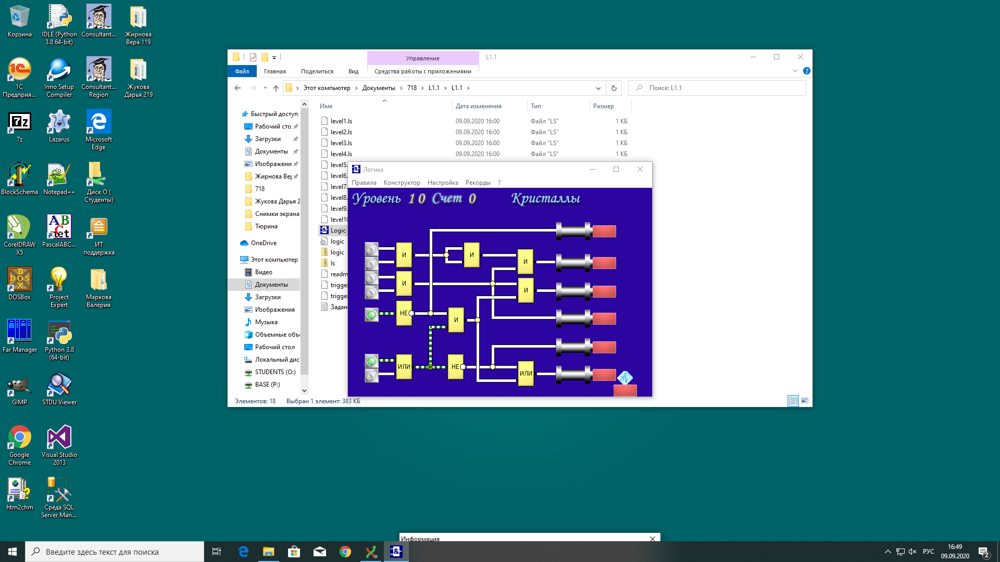 Корзина
IDLE (Python 3.8 64-bit)
Consultant...
Жирнова Вера 119
1С Предприя...
Inno Setup Compiler
Consultant... Region
Жукова Дарья 219
7z
Lazarus
Microsoft Edge
BlockSchema
Notepad++
Диск О ( Студенты)
CorelDRAW X5
PascalABC...
ИТ поддержка
DOSBox
Project Expert
Маркова Валерия
Far Manager
Python 3.8 (64-bit)
GIMP
STDU Viewer
Google Chrome
Visual Studio 2013
htm2chm
Среда SQL Server Man...
Управление
L1.1
Файл
Главная
Поделиться
Вид
Средства работы с приложениями
Этот компьютер
Документы
718
L1.1
L1.1
Поиск: L1.1
Имя
Дата изменения
Тип
Размер
Быстрый доступ
Рабочий сто
Загрузки
Документы
Изображени
Жирнова Вер
718
Жукова Дарья 2
Снимки экрана
Тюрина
OneDrive
Этот компьютер
Видео
Документы
Загрузки
Изображения
Музыка
Объемные объ
Рабочий стол
Локальный дис
STUDENTS (O:)
BASE (P:)
level1.ls 09.09.2020 16:00 Файл "LS" 1 КБ
level2.ls 09.09.2020 16:00 Файл "LS" 1 КБ
level3.ls 09.09.2020 16:00 Файл "LS" 1 КБ
level4.ls 09.09.2020 16:00 Файл "LS" 1 КБ
level5.
level6.
level7.
level8.
level9.
level10
Logic
logic
logic
ls
readm
trigge
trigge
Задан
Элементов: 18
Выбран 1 элемент: 383 КБ
Логика
Правила Конструктор Настройка Рекорды ?
Уровень 10 Счет 0 Кристаллы
И
И
И
И
И
НЕ
И
ИЛИ
НЕ
ИЛИ
Информация
Введите здесь текст для поиска
РУС
16:49
09.09.2020
2